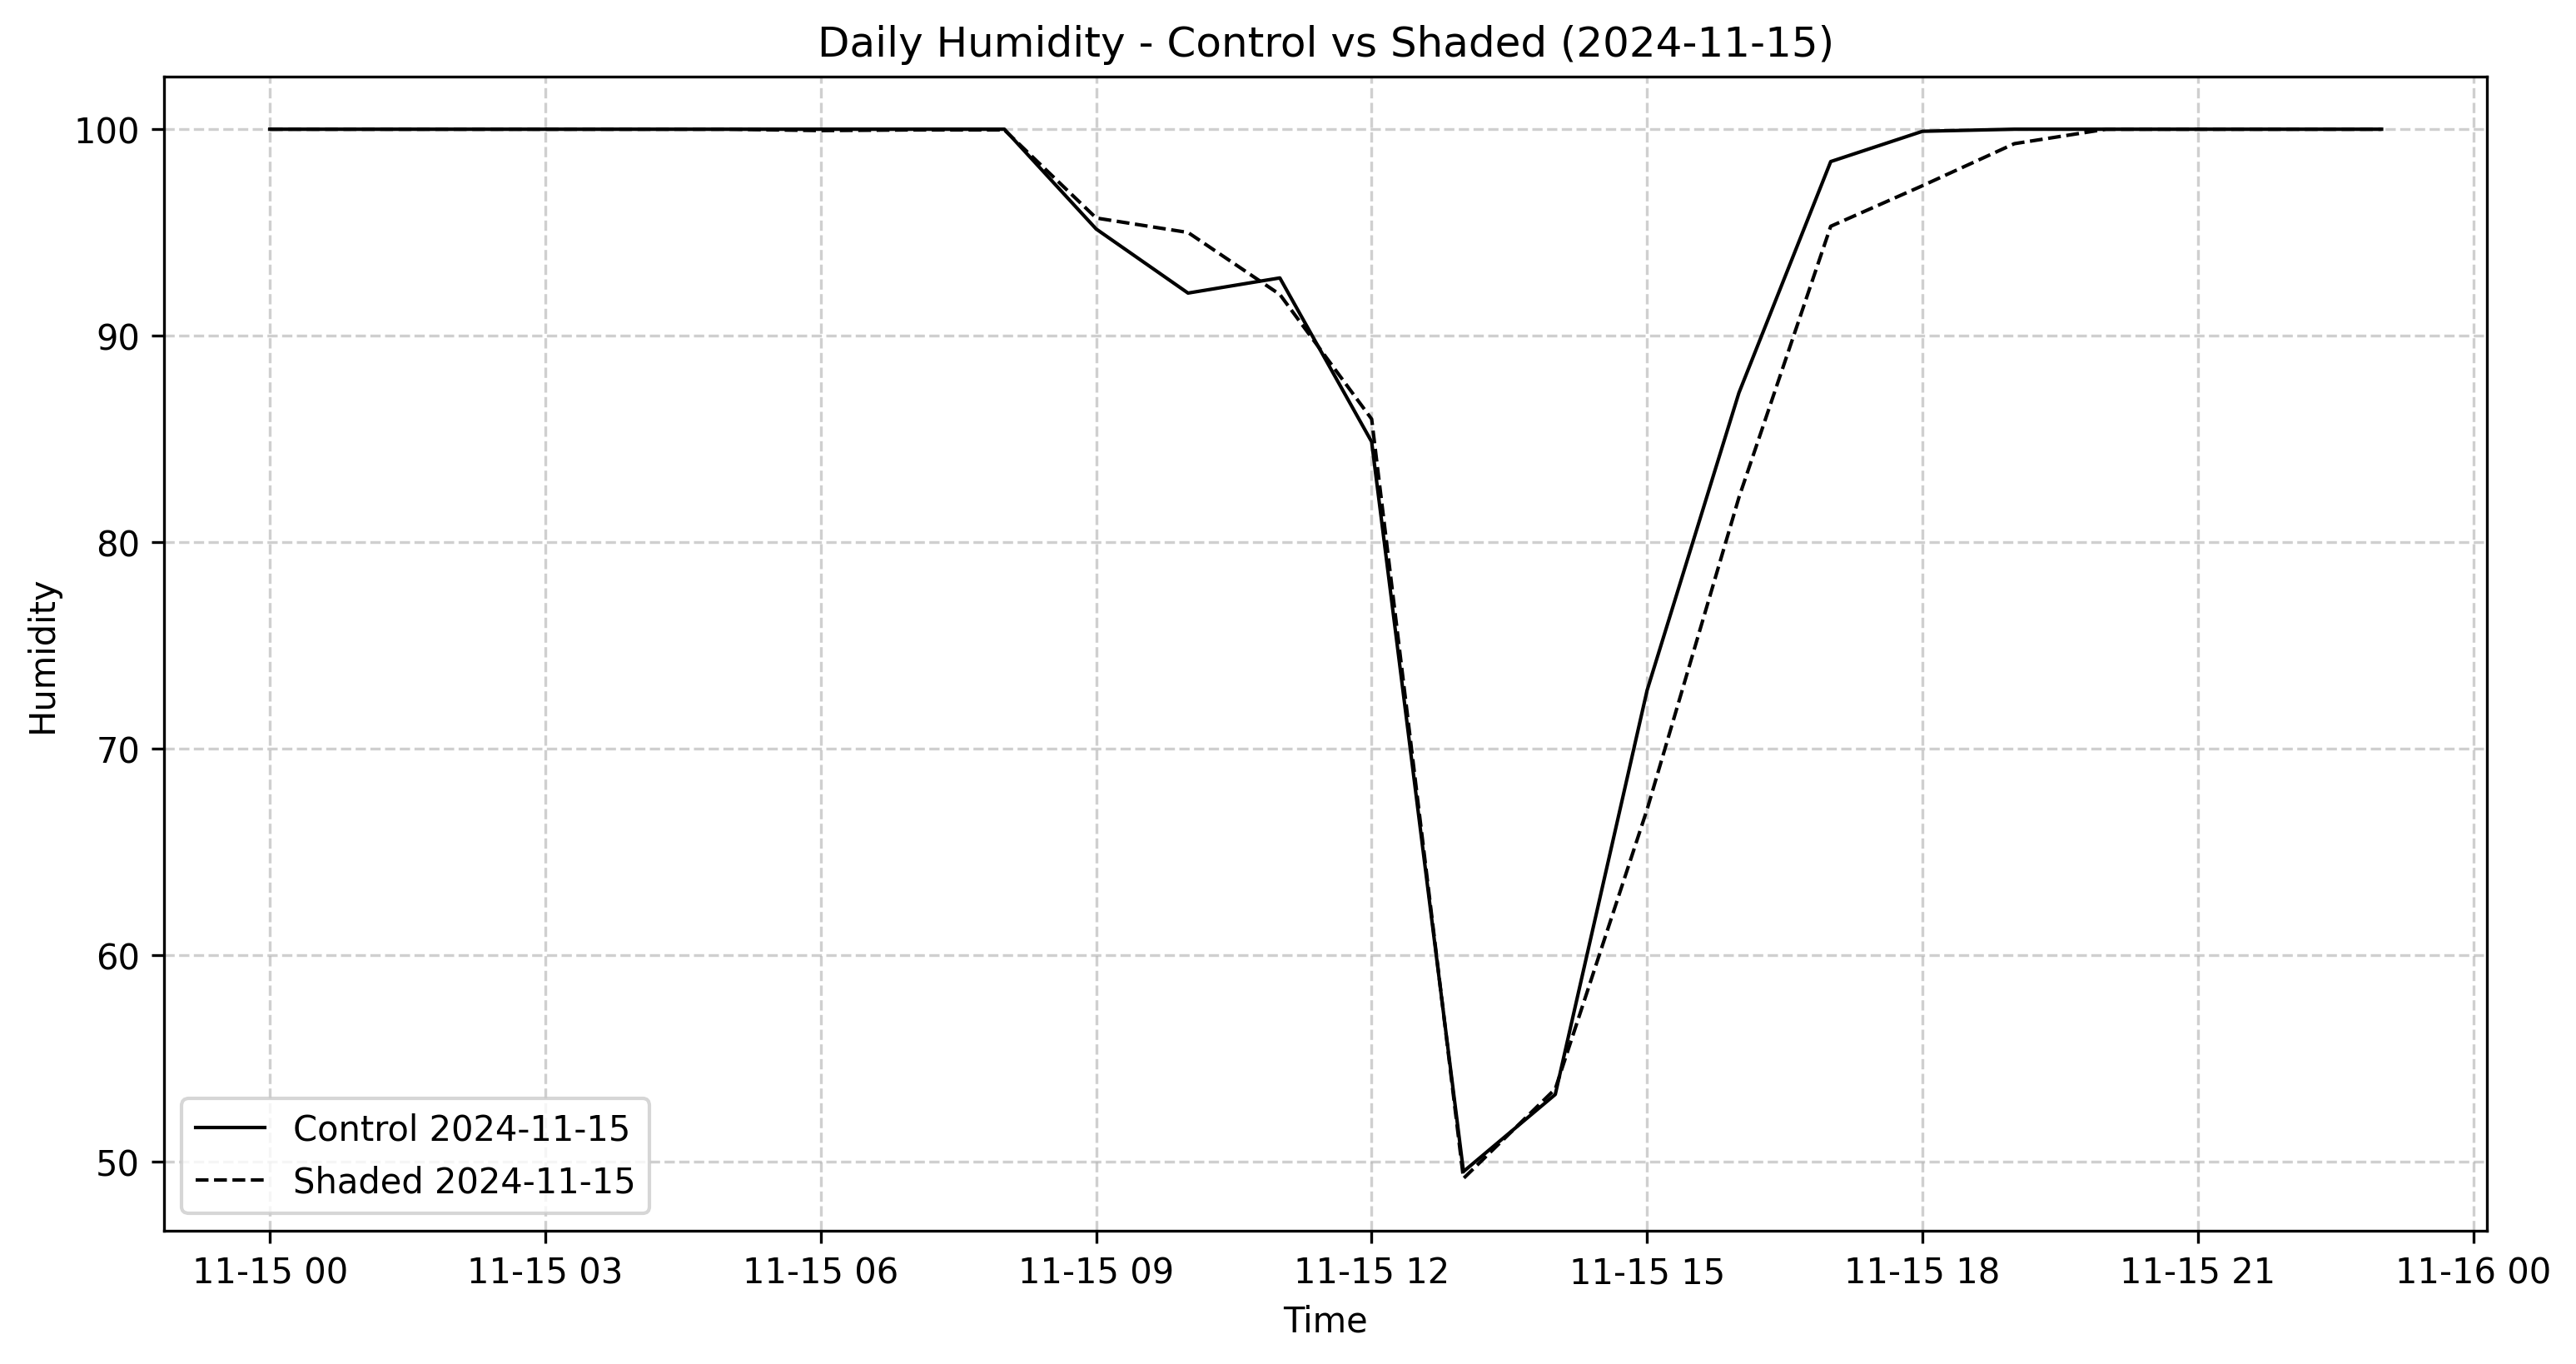 Daily Humidity - Control vs Shaded (2024-11-15)
100
90
80
70
60
50
Humidity
Control 2024-11-15
Shaded 2024-11-15
11-15 00 11-15 03 11-15 06 11-15 09 11-15 12 11-15 15 11-15 18 11-15 21 11-16 00
Time